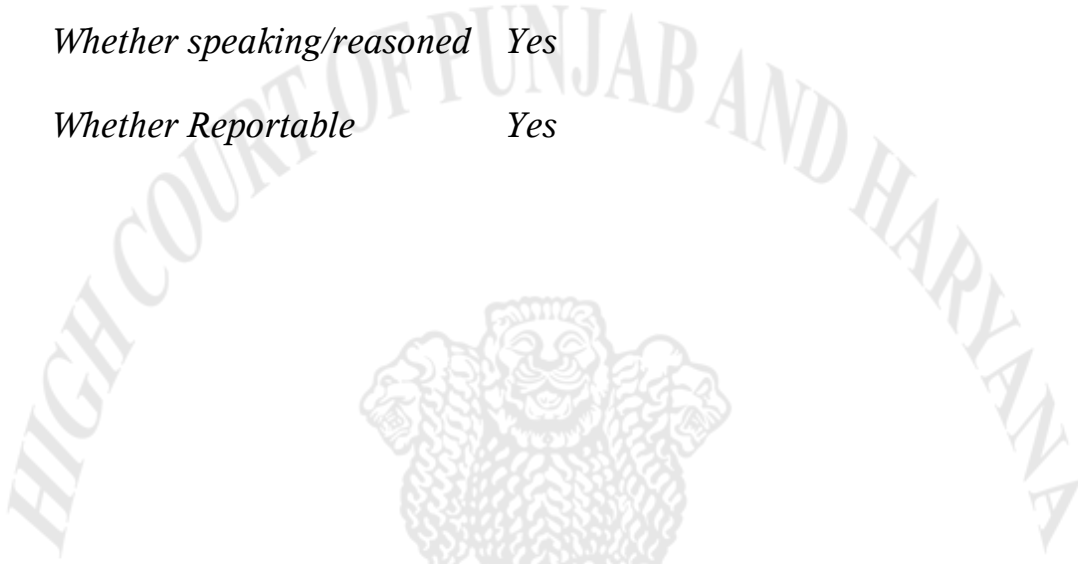 Whether speaking/reasoned Yes
Whether Reportable Yes
HIGH COURT OF PUNJAB AND HARYANA